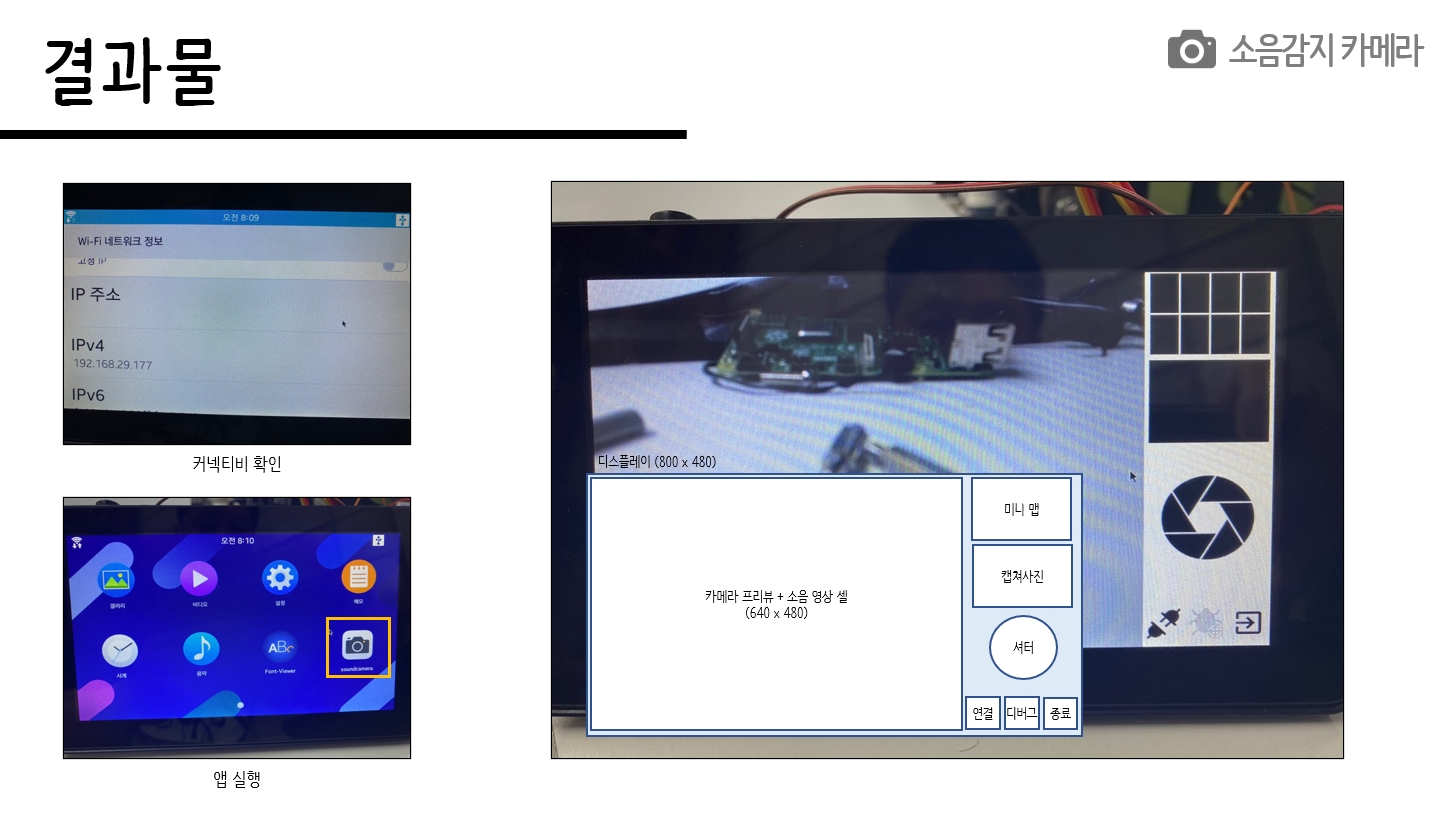 결과물
소음감지 카메라
오전 8:09
Wi-Fi 네트워크 정보
고정 IP
IP 주소
IPv4
192.168.29.177
IPv6
커넥티비 확인
오전 8:10
갤러리
비디오
설정
메모
시계
음악
ABc
Font-Viewer
soundcamera
앱 실행
디스플레이 (800 x 480)
카메라 프리뷰 + 소음 영상 셀
(640 x 480)
미니 맵
캡쳐사진
셔터
연결
디버그
종료